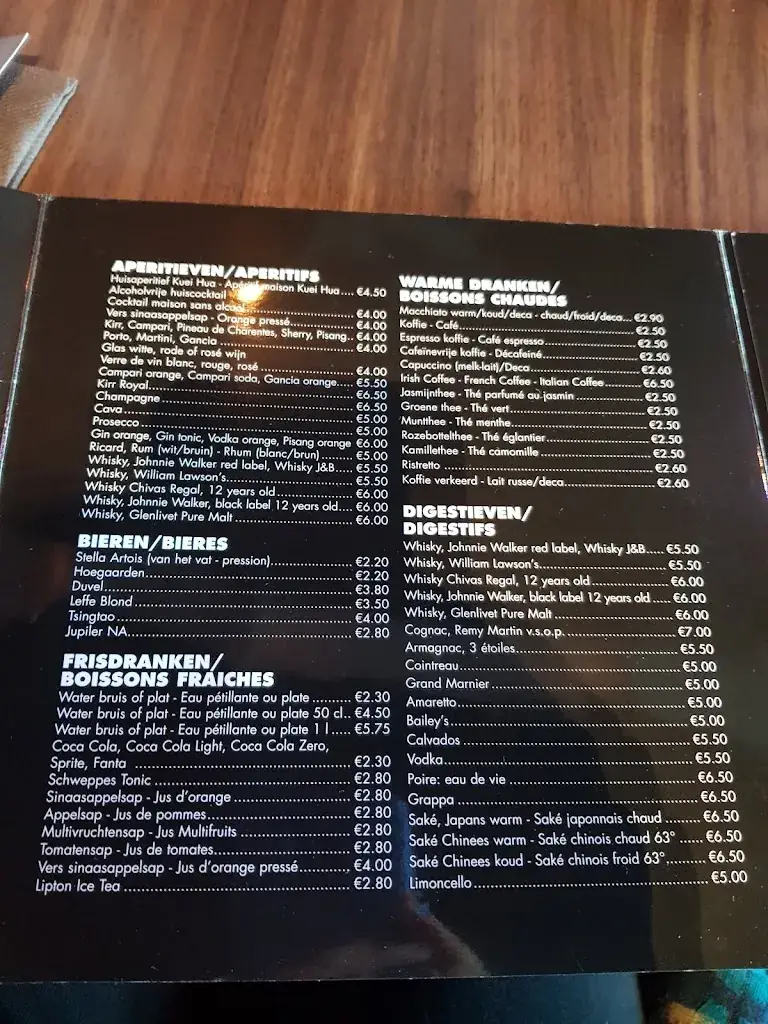 APERITIEVEN/APERITIFS
Huisaperitief Kuei Hua - Apéritif maison Kuei Hua.... €4.50
Alcoholvrije huiscocktail
Cocktail maison sans alcool ........ €4.00
Vers sinaasappelsap - Orange pressé........ €4.00
Kirr, Campari, Pineau de Charentes, Sherry, Pisang.. €4.00
Porto, Martini, Gancia ........ €4.00
Glas witte, rode of rosé wijn
Verre de vin blanc, rouge, rosé ........ €4.00
Campari orange, Campari soda, Gancia orange........ €5.50
Kirr Royal ........ €6.50
Champagne ........ €6.50
Cava ........ €5.00
Prosecco ........ €5.00
Gin orange, Gin tonic, Vodka orange, Pisang orange €6.00
Ricard, Rum (wit/bruin) - Rhum (blanc/brun)........ €5.00
Whisky, Johnnie Walker red label, Whisky J&B........ €5.50
Whisky, William Lawson's ........ €5.50
Whisky Chivas Regal, 12 years old ........ €6.00
Whisky, Johnnie Walker, black label 12 years old.... €6.00
Whisky, Glenlivet Pure Malt ........ €6.00
BIEREN/BIERES
Stella Artois (van het vat - pression)........ €2.20
Hoegaarden ........ €2.20
Duvel ........ €3.80
Leffe Blond ........ €3.50
Tsingtao ........ €4.00
Jupiler NA ........ €2.80
FRISDRANKEN/
BOISSONS FRAICHES
Water bruis of plat - Eau pétillante ou plate ........ €2.30
Water bruis of plat - Eau pétillante ou plate 50 cl.. €4.50
Water bruis of plat - Eau pétillante ou plate 1 l ..... €5.75
Coca Cola, Coca Cola Light, Coca Cola Zero,
Sprite, Fanta ........ €2.30
Schweppes Tonic ........ €2.80
Sinaasappelsap - Jus d'orange ........ €2.80
Appelsap - Jus de pommes ........ €2.80
Multivruchtensap - Jus Multifruits ........ €2.80
Tomatensap - Jus de tomates ........ €2.80
Vers sinaasappelsap - Jus d'orange pressé ........ €4.00
Lipton Ice Tea ........ €2.80
WARME DRANKEN/
BOISSONS CHAUDES
Macchiato warm/koud/deca - chaud/froid/deca... €2.90
Koffie - Café ........ €2.50
Espresso koffie - Café espresso ........ €2.50
Cafeïnevrije koffie - Décafeiné ........ €2.50
Capuccino (melk-lait)/Deca ........ €2.60
Irish Coffee - French Coffee - Italian Coffee ........ €6.50
Jasmijnthee - Thé parfumé au jasmin ........ €2.50
Groene thee - Thé vert ........ €2.50
Muntthee - Thé menthe ........ €2.50
Rozebottelthee - Thé églantier ........ €2.50
Kamillethee - Thé camomille ........ €2.50
Ristretto ........ €2.60
Koffie verkeerd - Lait russe/deca ........ €2.60
DIGESTIEVEN/
DIGESTIFS
Whisky, Johnnie Walker red label, Whisky J&B..... €5.50
Whisky, William Lawson's ........ €5.50
Whisky Chivas Regal, 12 years old ........ €6.00
Whisky, Johnnie Walker, black label 12 years old ..... €6.00
Whisky, Glenlivet Pure Malt ........ €6.00
Cognac, Remy Martin v.s.o.p. ........ €7.00
Armagnac, 3 étoiles ........ €5.50
Cointreau ........ €5.00
Grand Marnier ........ €5.00
Amaretto ........ €5.00
Bailey's ........ €5.00
Calvados ........ €5.50
Vodka ........ €5.50
Poire: eau de vie ........ €6.50
Grappa ........ €6.50
Saké, Japans warm - Saké japonnais chaud ........ €6.50
Saké Chinees warm - Saké chinois chaud 63° ...... €6.50
Saké Chinees koud - Saké chinois froid 63° ........ €6.50
Limoncello ........ €5.00